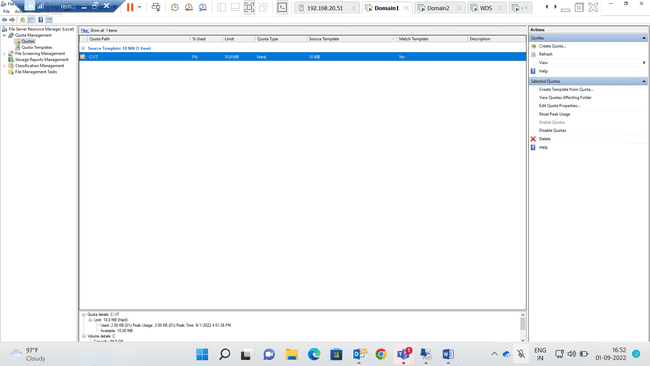 File
rem...
192.168.20.51
Domain1
Domain2
WDS
File
File Server Resource Manager (Local)
Quota Management
Quotas
Quota Templates
File Screening Management
Storage Reports Management
Classification Management
File Management Tasks
Filter: Show all: 1 items
Quota Path % Used Limit Quota Type Source Template Match Template Description
Source Template: 10 MB (1 item)
C:\IT 0% 10.0 MB Hard 10 MB Yes
Quota details: C:\IT
Limit: 10.0 MB (Hard)
Used: 2.00 KB (0%) Peak Usage: 2.00 KB (0%) Peak Time: 9/1/2022 4:51:36 PM
Available: 10.00 MB
Volume details: C:
Actions
Quotas
Create Quota...
Refresh
View
Help
Selected Quotas
Create Template from Quota...
View Quotas Affecting Folder
Edit Quota Properties...
Reset Peak Usage
Enable Quotas
Disable Quotas
Delete
Help
97°F
Cloudy
1
ENG
IN
16:52
01-09-2022
2